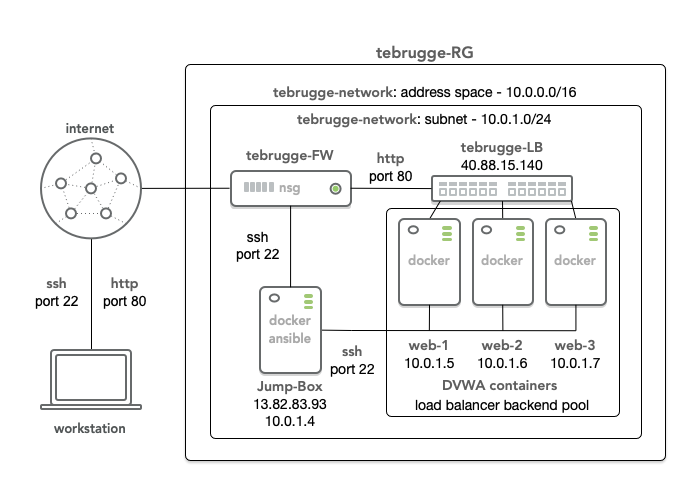 tebrugge-RG
tebrugge-network: address space - 10.0.0.0/16
tebrugge-network: subnet - 10.0.1.0/24
internet
tebrugge-FW
nsg
http
port 80
tebrugge-LB
40.88.15.140
ssh
port 22
docker
docker
docker
ssh
port 22
http
port 80
docker
ansible
ssh
port 22
web-1
10.0.1.5
web-2
10.0.1.6
web-3
10.0.1.7
DVWA containers
load balancer backend pool
Jump-Box
13.82.83.93
10.0.1.4
workstation